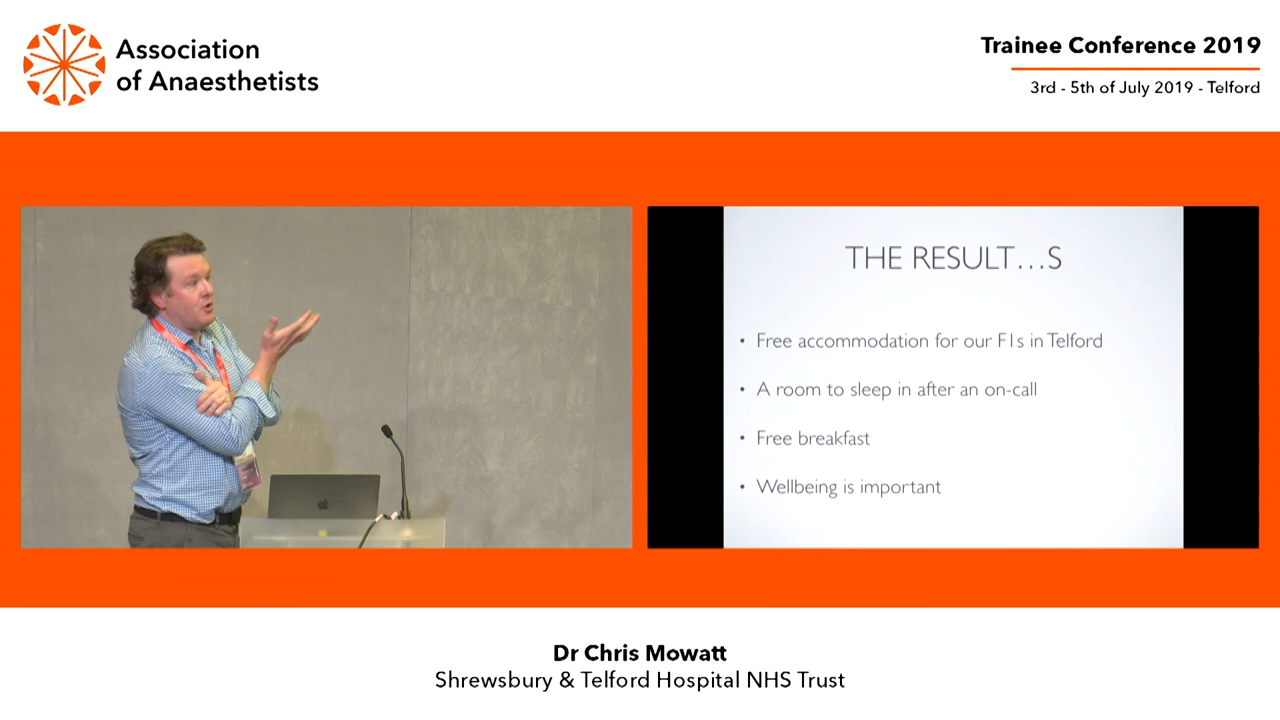 Association
of Anaesthetists
Trainee Conference 2019
3rd - 5th of July 2019 - Telford
THE RESULT…S
• Free accommodation for our F1s in Telford
• A room to sleep in after an on-call
• Free breakfast
• Wellbeing is important
Dr Chris Mowatt
Shrewsbury & Telford Hospital NHS Trust